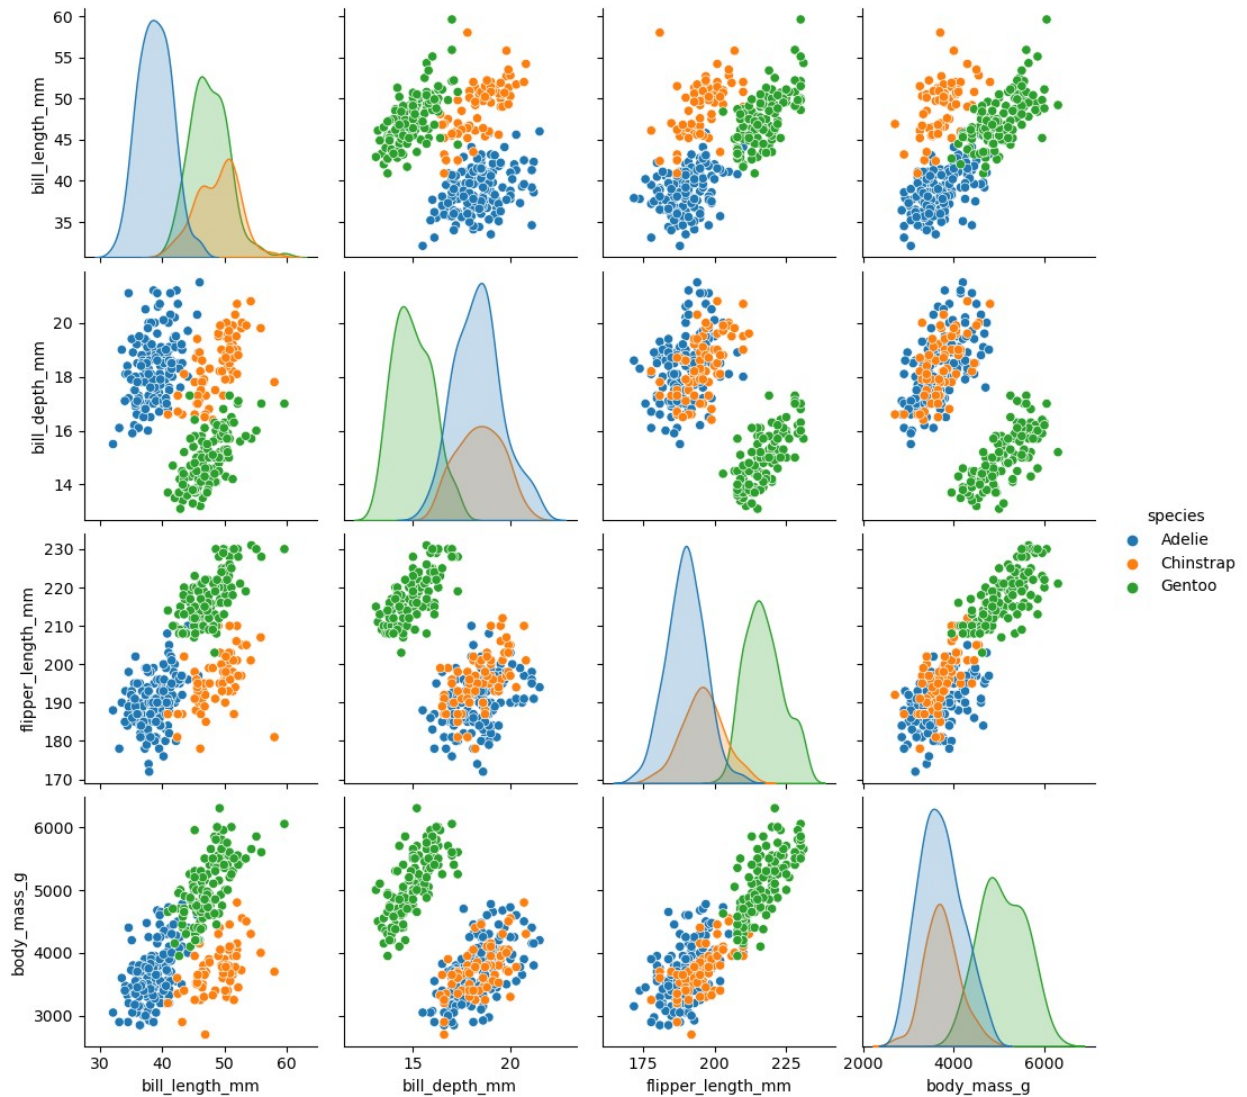 60
55
50
45
40
35
bill_length_mm
20
18
16
14
bill_depth_mm
species
Adelie
Chinstrap
Gentoo
230
220
210
200
190
180
170
flipper_length_mm
6000
5000
4000
3000
body_mass_g
30 40 50 60
bill_length_mm
15 20
bill_depth_mm
175 200 225
flipper_length_mm
2000 4000 6000
body_mass_g